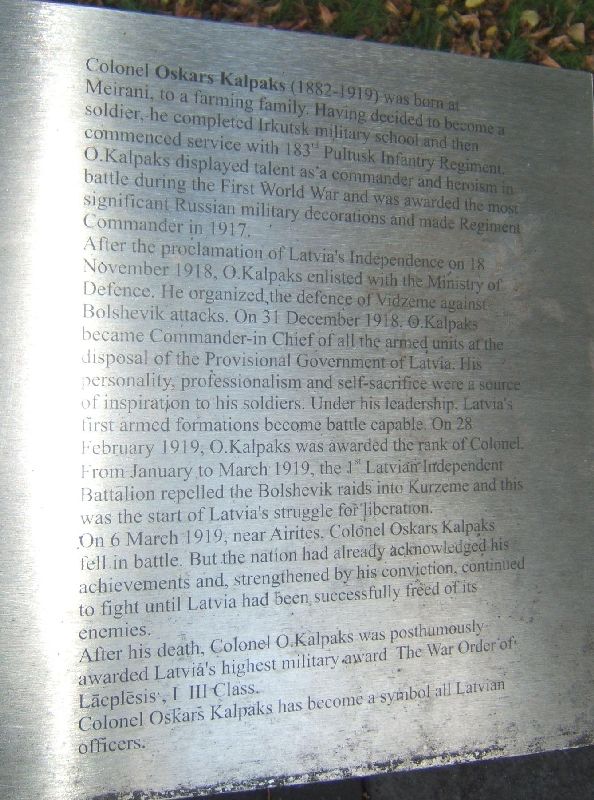 Colonel Oskars Kalpaks (1882-1919) was born at
Meirani, to a farming family. Having decided to become a
soldier, he completed Irkutsk military school and then
commenced service with 183rd Pultusk Infantry Regiment.
O.Kalpaks displayed talent as a commander and heroism in
battle during the First World War and was awarded the most
significant Russian military decorations and made Regiment
Commander in 1917.
After the proclamation of Latvia's Independence on 18
November 1918, O.Kalpaks enlisted with the Ministry of
Defence. He organized the defence of Vidzeme against
Bolshevik attacks. On 31 December 1918, O.Kalpaks
became Commander-in Chief of all the armed units at the
disposal of the Provisional Government of Latvia. His
personality, professionalism and self-sacrifice were a source
of inspiration to his soldiers. Under his leadership, Latvia's
first armed formations become battle capable. On 28
February 1919, O.Kalpaks was awarded the rank of Colonel.
From January to March 1919, the 1st Latvian Independent
Battalion repelled the Bolshevik raids into Kurzeme and this
was the start of Latvia's struggle for liberation.
On 6 March 1919, near Airites, Colonel Oskars Kalpaks
fell in battle. But the nation had already acknowledged his
achievements and, strengthened by his conviction, continued
to fight until Latvia had been successfully freed of its
enemies.
After his death, Colonel O.Kalpaks was posthumously
awarded Latvia's highest military award The War Order of
Lāčplēsis', I III Class.
Colonel Oskars Kalpaks has become a symbol all Latvian
officers.